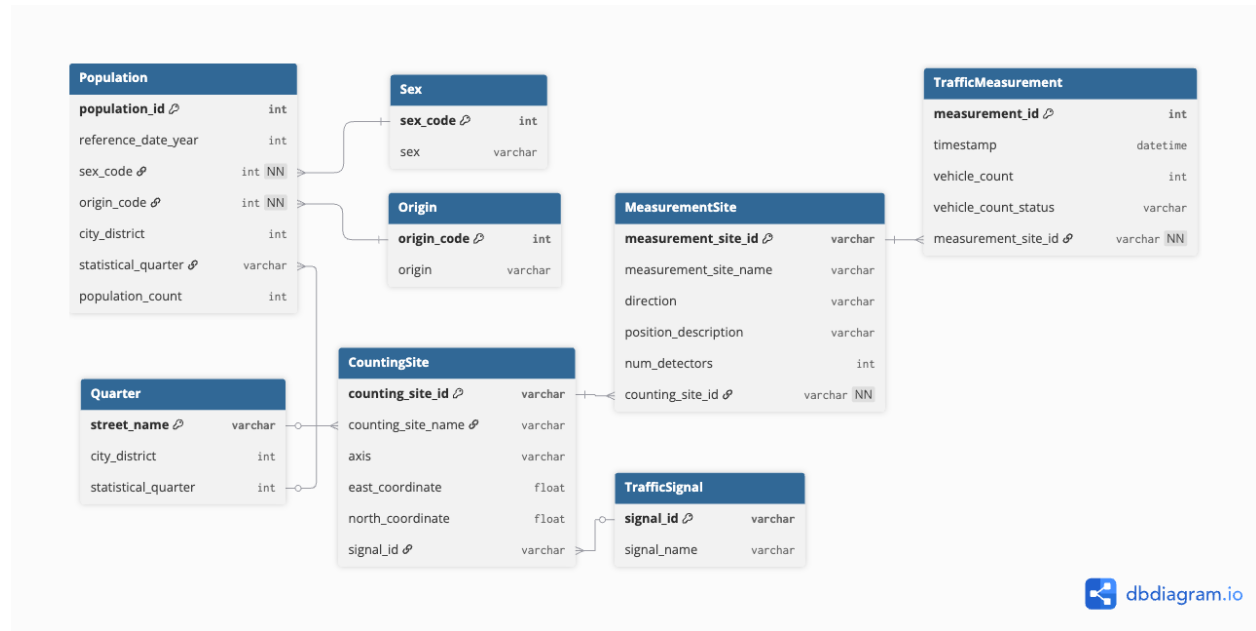 Population
population_id int
reference_date_year int
sex_code int NN
origin_code int NN
city_district int
statistical_quarter varchar
population_count int
Sex
sex_code int
sex varchar
Origin
origin_code int
origin varchar
MeasurementSite
measurement_site_id varchar
measurement_site_name varchar
direction varchar
position_description varchar
num_detectors int
counting_site_id varchar NN
TrafficMeasurement
measurement_id int
timestamp datetime
vehicle_count int
vehicle_count_status varchar
measurement_site_id varchar NN
Quarter
street_name varchar
city_district int
statistical_quarter int
CountingSite
counting_site_id varchar
counting_site_name varchar
axis varchar
east_coordinate float
north_coordinate float
signal_id varchar
TrafficSignal
signal_id varchar
signal_name varchar
dbdiagram.io